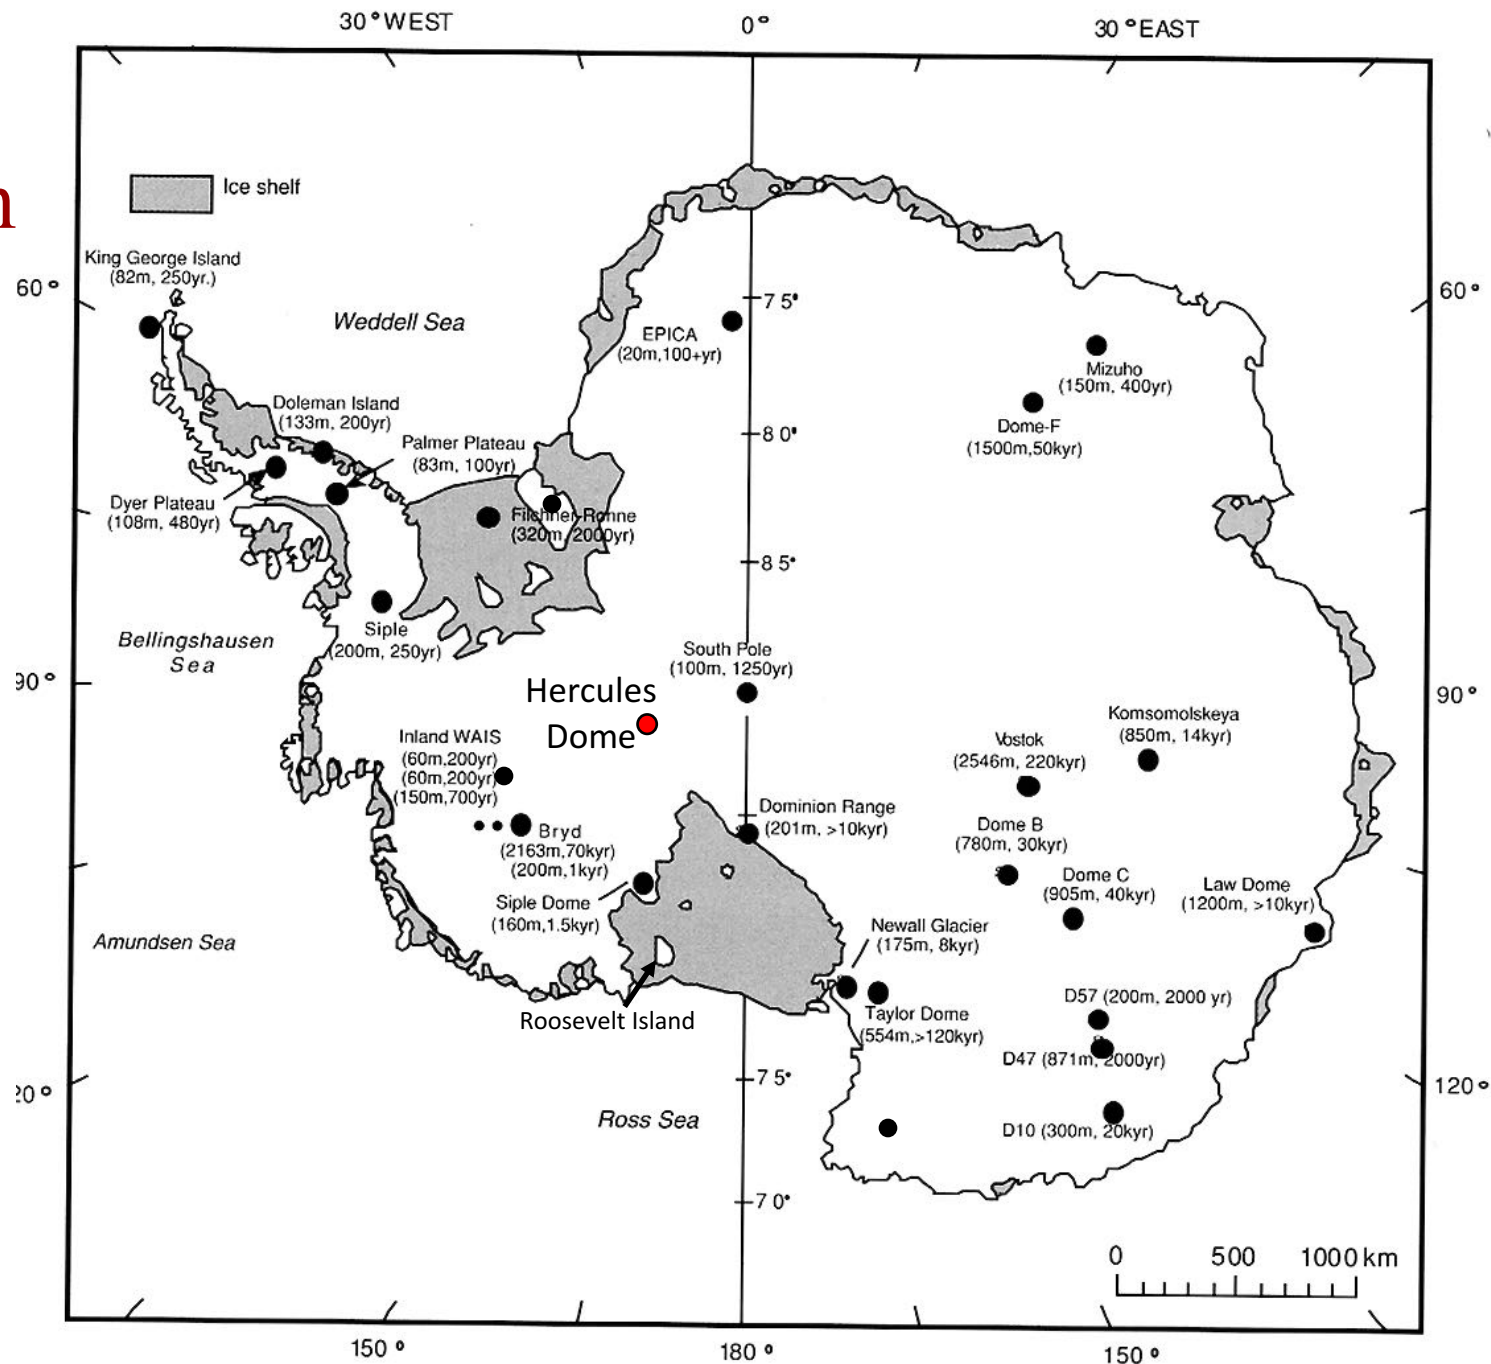 30°WEST
0°
30°EAST
n
Ice shelf
King George Island
(82m, 250yr.)
60°
60°
Weddell Sea
75°
EPICA
(20m,100+yr)
Mizuho
(150m, 400yr)
Doleman Island
(133m, 200yr)
Dome-F
(1500m,50kyr)
80°
Palmer Plateau
(83m, 100yr)
Dyer Plateau
(108m, 480yr)
Filchner-Ronne
(320m, 2000yr)
85°
Bellingshausen
Sea
Siple
(200m, 250yr)
South Pole
(100m, 1250yr)
90°
90°
Hercules
Dome
Komsomolskeya
(850m, 14kyr)
Vostok
(2546m, 220kyr)
Inland WAIS
(60m,200yr)
(60m,200yr)
(150m,700yr)
Dominion Range
(201m, >10kyr)
Bryd
(2163m,70kyr)
(200m,1kyr)
Dome B
(780m, 30kyr)
Dome C
(905m, 40kyr)
Law Dome
(1200m, >10kyr)
Siple Dome
(160m,1.5kyr)
Newall Glacier
(175m, 8kyr)
Amundsen Sea
Roosevelt Island
Taylor Dome
(554m,>120kyr)
D57 (200m, 2000 yr)
D47 (871m, 2000yr)
75°
20°
120°
Ross Sea
D10 (300m, 20kyr)
70°
0 500 1000 km
150°
180°
150°